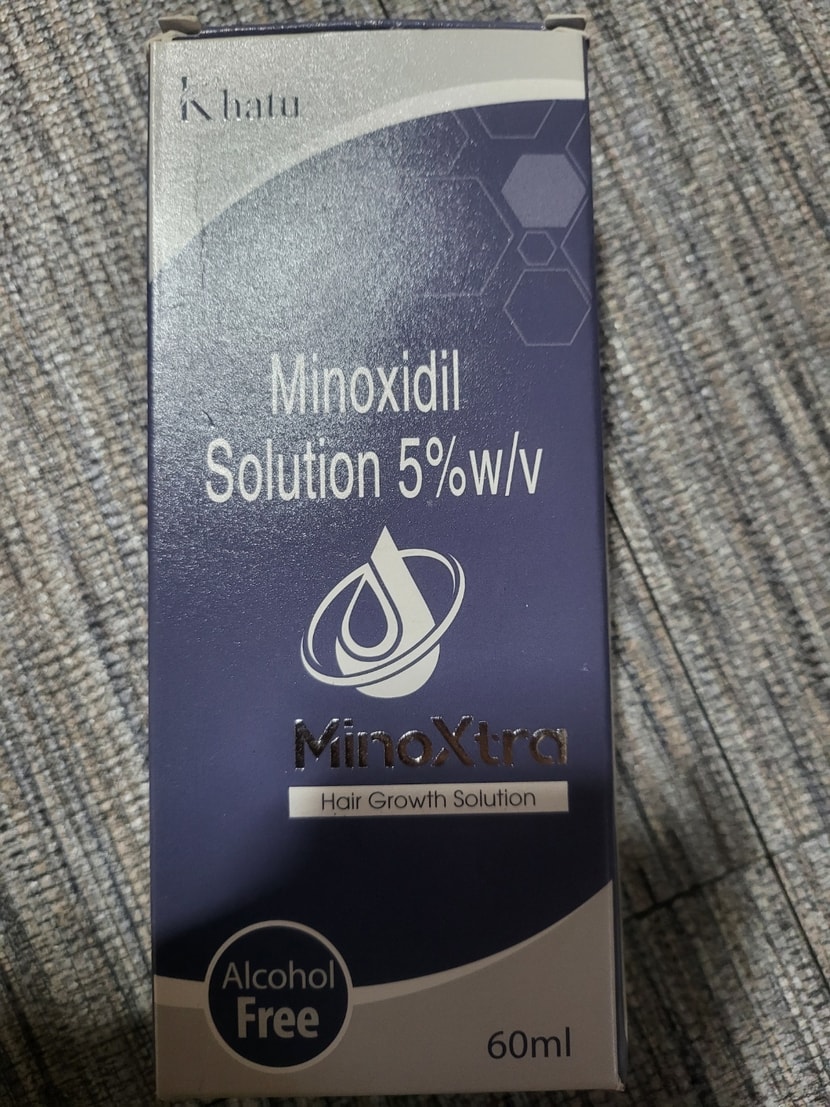 Khatu
Minoxidil
Solution 5%w/v
MinoXtra
Hair Growth Solution
Alcohol
Free
60ml